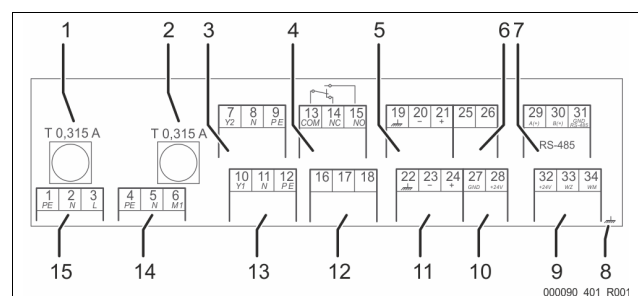 1 2 3 4 5 6 7
T 0,315 A T 0,315 A
7 8 9 13 14 15 19 20 21 25 26 29 30 31
Y2 N PE COM NC NO − + A(+) B(+) GND
RS-485
RS-485
10 11 12 16 17 18 22 23 24 27 28 32 33 34
Y1 N PE − + GND +24V +24V WZ WM
1 2 3 4 5 6
PE N L PE N M1
15 14 13 12 11 10 9 8
000090_401_R001